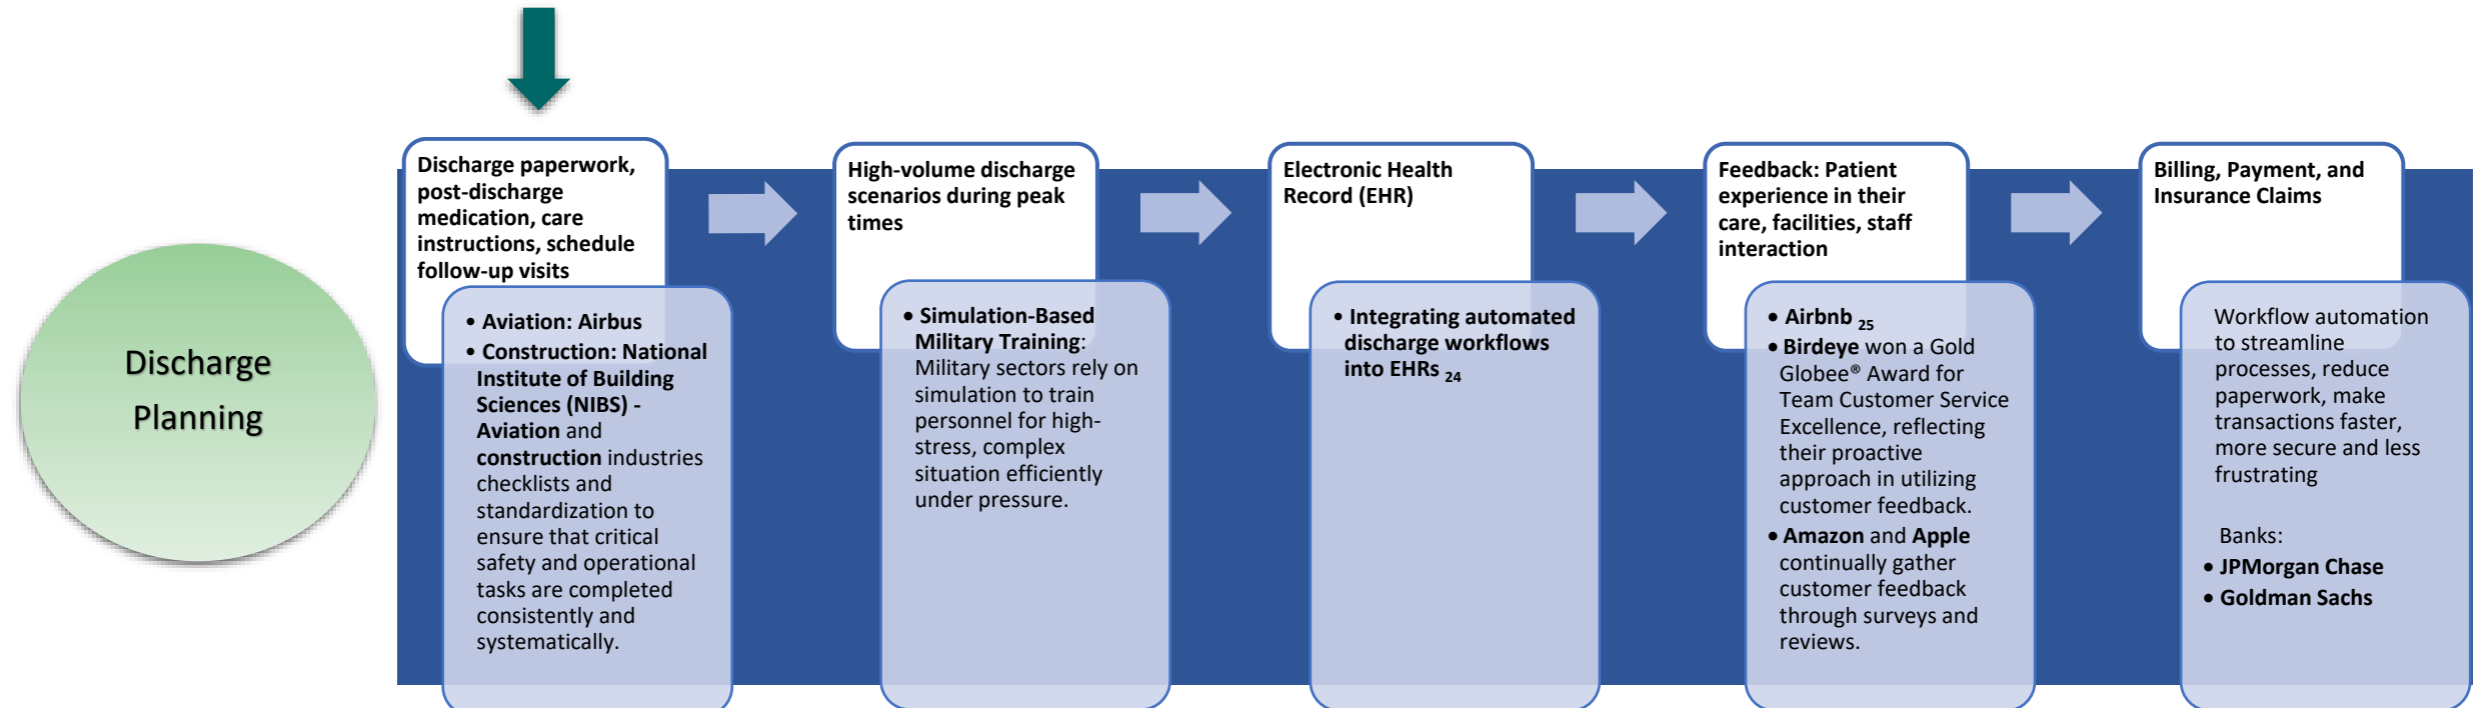 Discharge
Planning
Discharge paperwork,
post-discharge
medication, care
instructions, schedule
follow-up visits
• Aviation: Airbus
• Construction: National
Institute of Building
Sciences (NIBS) -
Aviation and
construction industries
checklists and
standardization to
ensure that critical
safety and operational
tasks are completed
consistently and
systematically.
High-volume discharge
scenarios during peak
times
• Simulation-Based
Military Training:
Military sectors rely on
simulation to train
personnel for high-
stress, complex
situation efficiently
under pressure.
Electronic Health
Record (EHR)
• Integrating automated
discharge workflows
into EHRs 24
Feedback: Patient
experience in their
care, facilities, staff
interaction
• Airbnb 25
• Birdeye won a Gold
Globee® Award for
Team Customer Service
Excellence, reflecting
their proactive
approach in utilizing
customer feedback.
• Amazon and Apple
continually gather
customer feedback
through surveys and
reviews.
Billing, Payment, and
Insurance Claims
Workflow automation
to streamline
processes, reduce
paperwork, make
transactions faster,
more secure and less
frustrating
Banks:
• JPMorgan Chase
• Goldman Sachs